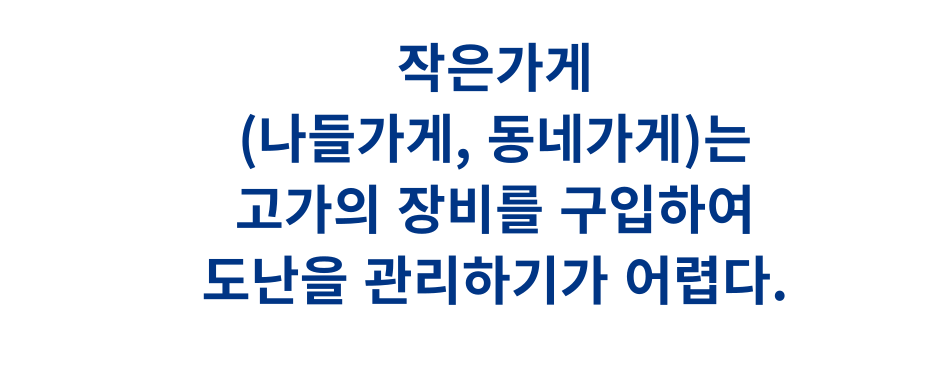 작은가게
(나들가게, 동네가게)는
고가의 장비를 구입하여
도난을 관리하기가 어렵다.